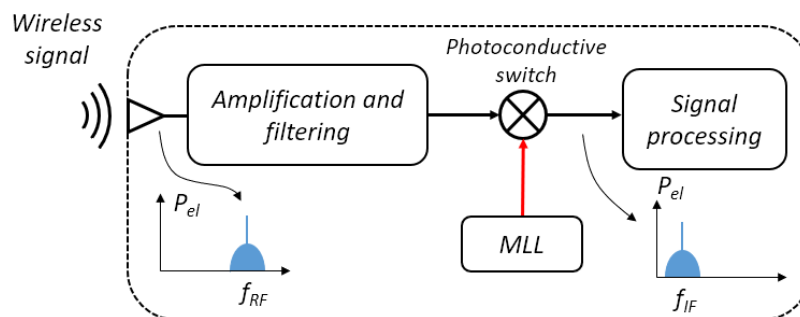 Wireless
signal
Photoconductive
switch
Amplification and
filtering
Signal
processing
MLL
P_el
f_RF
P_el
f_IF